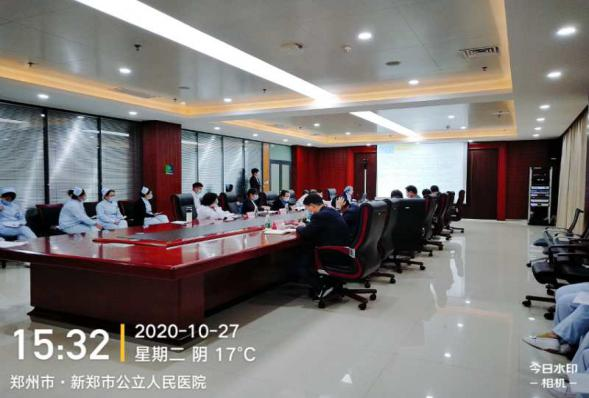 15:32
2020-10-27
星期二 阴 17°C
郑州市·新郑市公立人民医院
今日水印
-相机-